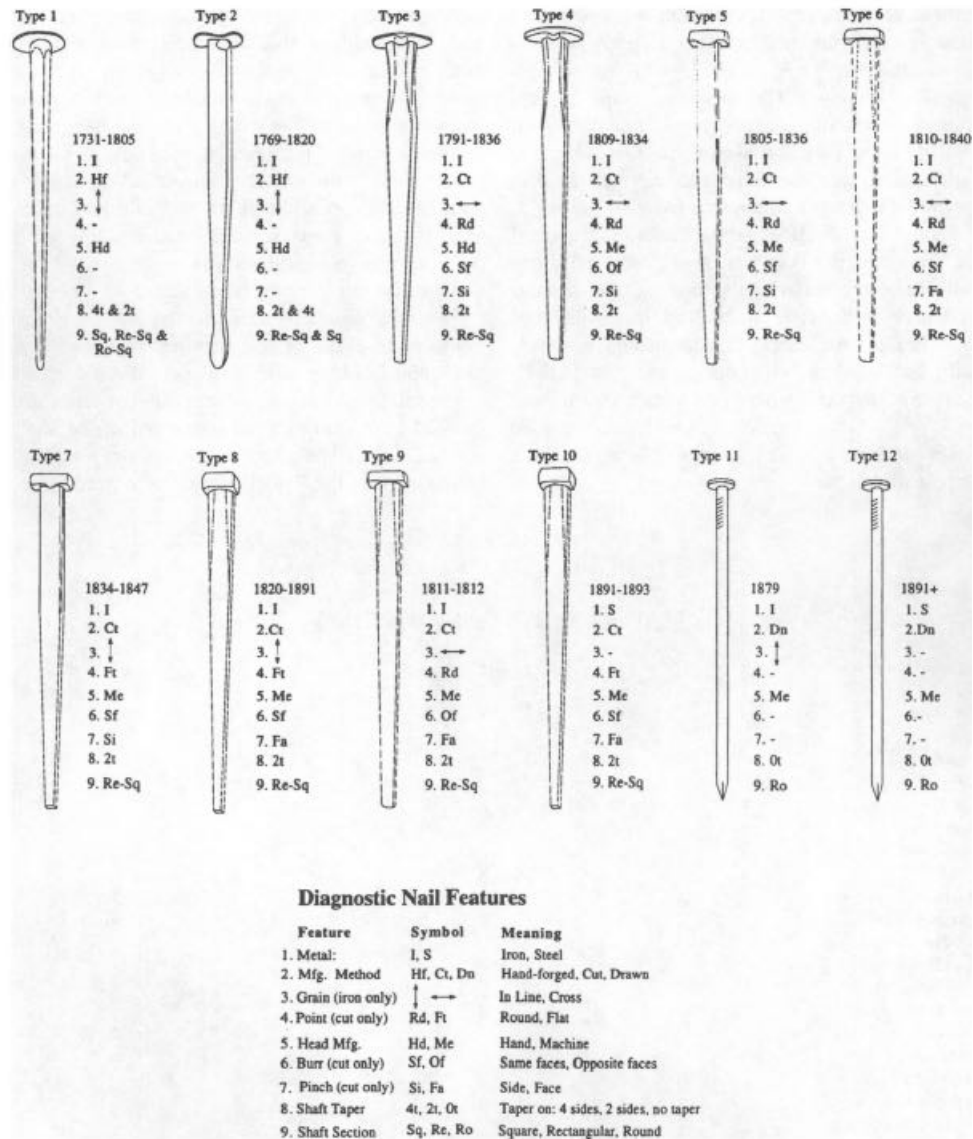 Type 1
1731-1805
1. I
2. Hf
3. ↕
4. -
5. Hd
6. -
7. -
8. 4t & 2t
9. Sq, Re-Sq &
Ro-Sq
Type 2
1769-1820
1. I
2. Hf
3. ↕
4. -
5. Hd
6. -
7. -
8. 2t & 4t
9. Re-Sq & Sq
Type 3
1791-1836
1. I
2. Ct
3. ↔
4. Rd
5. Hd
6. Sf
7. Si
8. 2t
9. Re-Sq
Type 4
1809-1834
1. I
2. Ct
3. ↔
4. Rd
5. Me
6. Of
7. Si
8. 2t
9. Re-Sq
Type 5
1805-1836
1. I
2. Ct
3. ↔
4. Rd
5. Me
6. Sf
7. Si
8. 2t
9. Re-Sq
Type 6
1810-1840
1. I
2. Ct
3. ↔
4. Rd
5. Me
6. Sf
7. Fa
8. 2t
9. Re-Sq
Type 7
1834-1847
1. I
2. Ct
3. ↕
4. Ft
5. Me
6. Sf
7. Si
8. 2t
9. Re-Sq
Type 8
1820-1891
1. I
2.Ct
3. ↕
4. Ft
5. Me
6. Sf
7. Fa
8. 2t
9. Re-Sq
Type 9
1811-1812
1. I
2. Ct
3. ↔
4. Rd
5. Me
6. Of
7. Fa
8. 2t
9. Re-Sq
Type 10
1891-1893
1. S
2. Ct
3. -
4. Ft
5. Me
6. Sf
7. Fa
8. 2t
9. Re-Sq
Type 11
1879
1. I
2. Dn
3. ↕
4. -
5. Me
6. -
7. -
8. 0t
9. Ro
Type 12
1891+
1. S
2.Dn
3. -
4. -
5. Me
6.-
7. -
8. 0t
9. Ro
Diagnostic Nail Features
Feature Symbol Meaning
1. Metal: I, S Iron, Steel
2. Mfg. Method Hf, Ct, Dn Hand-forged, Cut, Drawn
3. Grain (iron only) ↕ ↔ In Line, Cross
4. Point (cut only) Rd, Ft Round, Flat
5. Head Mfg. Hd, Me Hand, Machine
6. Burr (cut only) Sf, Of Same faces, Opposite faces
7. Pinch (cut only) Si, Fa Side, Face
8. Shaft Taper 4t, 2t, 0t Taper on: 4 sides, 2 sides, no taper
9. Shaft Section Sq, Re, Ro Square, Rectangular, Round